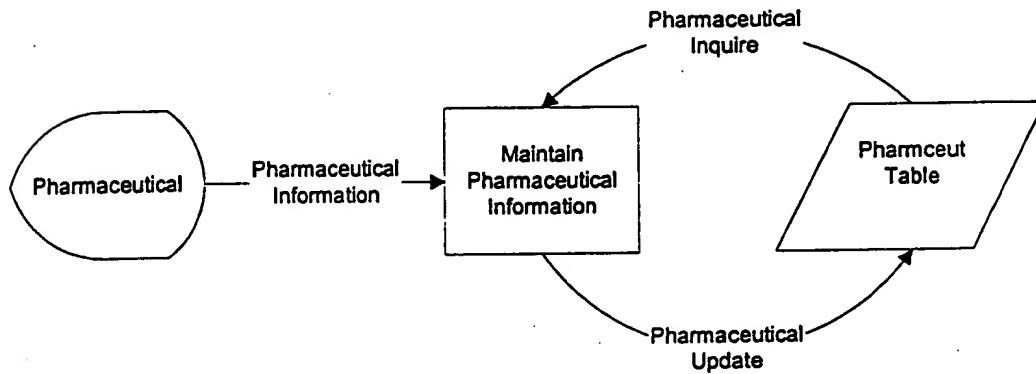 Pharmaceutical
Inquire
Pharmaceutical
Pharmaceutical
Information
Maintain
Pharmaceutical
Information
Pharmceut
Table
Pharmaceutical
Update